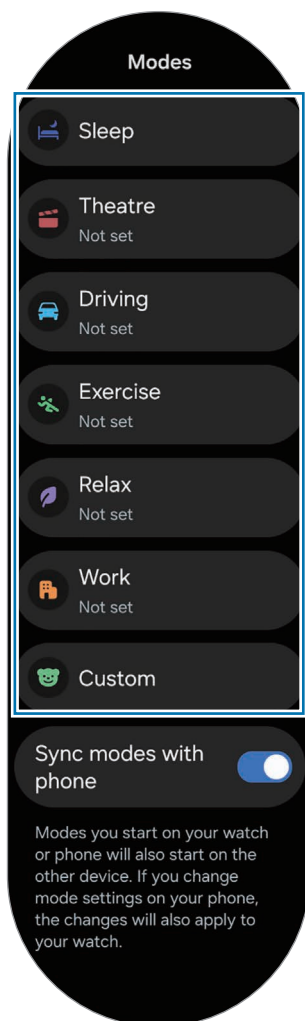 Modes
Sleep
Theatre
Not set
Driving
Not set
Exercise
Not set
Relax
Not set
Work
Not set
Custom
Sync modes with
phone
Modes you start on your watch
or phone will also start on the
other device. If you change
mode settings on your phone,
the changes will also apply to
your watch.